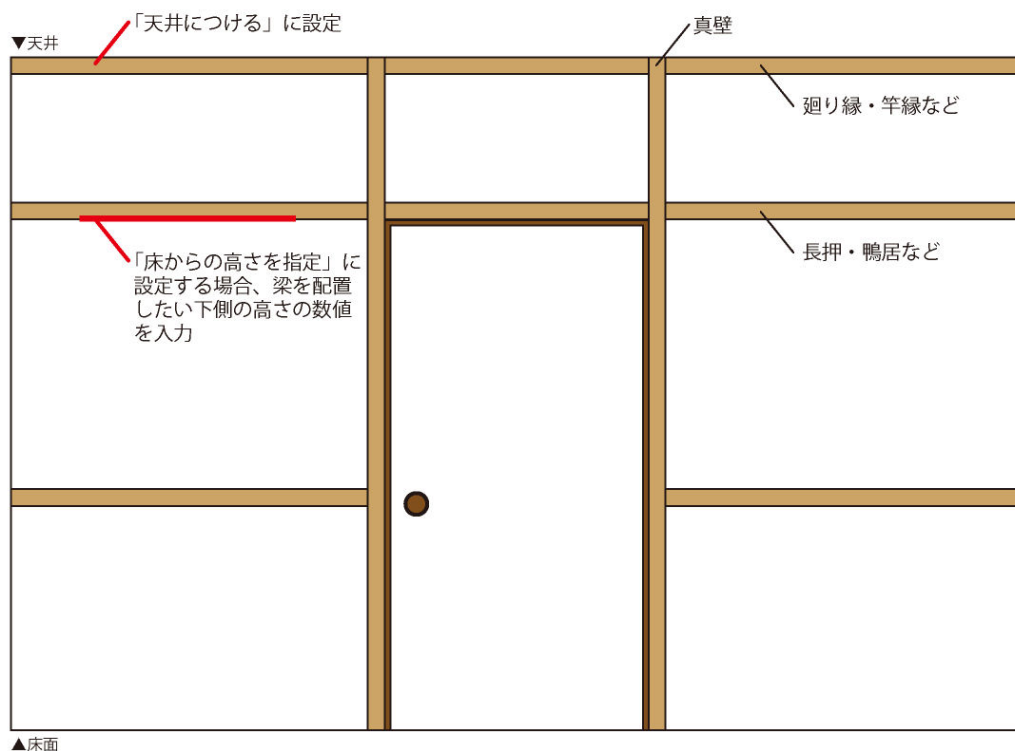 「天井につける」に設定
真壁
▼天井
廻り縁・竿縁など
長押・鴨居など
「床からの高さを指定」に
設定する場合、梁を配置
したい下側の高さの数値
を入力
▲床面